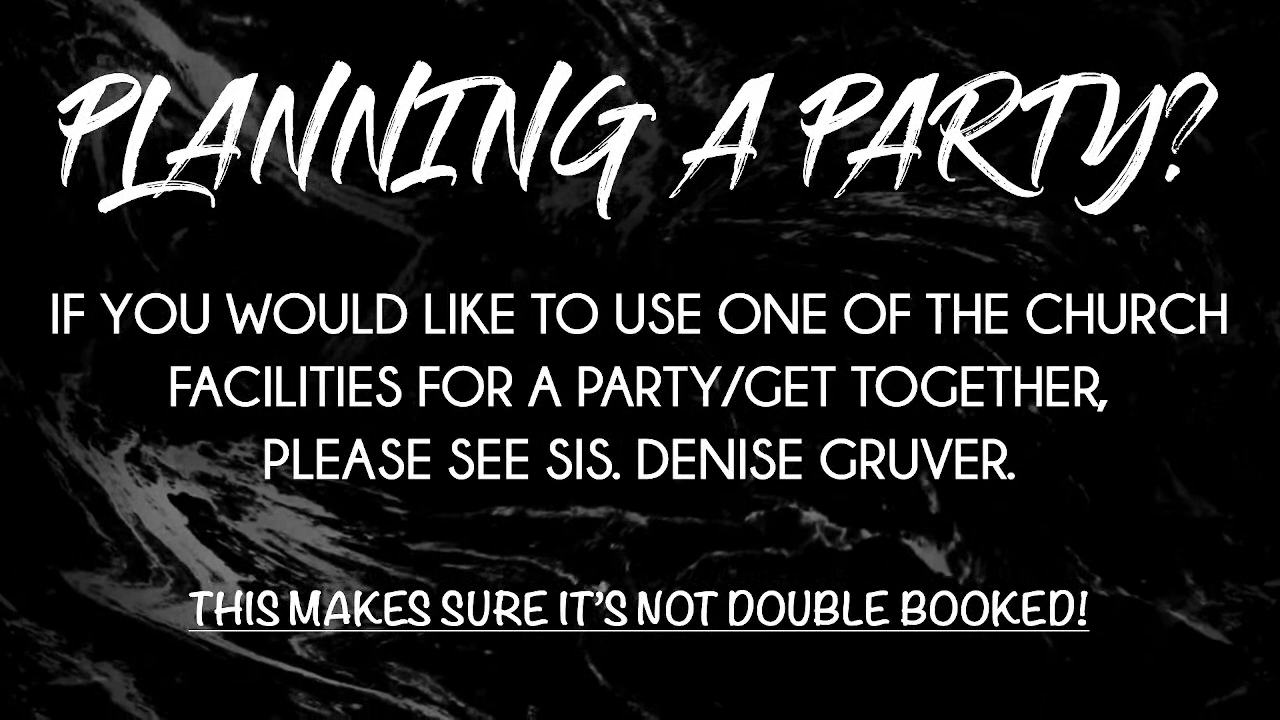 PLANNING A PARTY?
IF YOU WOULD LIKE TO USE ONE OF THE CHURCH
FACILITIES FOR A PARTY/GET TOGETHER,
PLEASE SEE SIS. DENISE GRUVER.
THIS MAKES SURE IT'S NOT DOUBLE BOOKED!